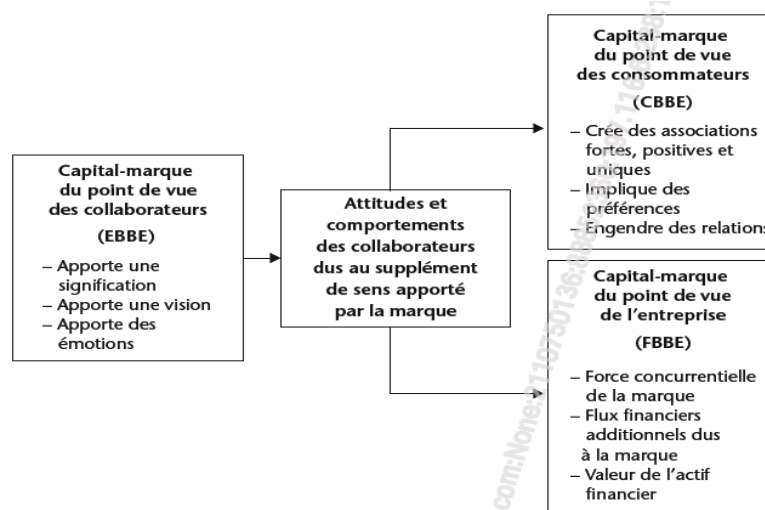 Capital-marque
du point de vue
des collaborateurs
(EBBE)
– Apporte une
signification
– Apporte une vision
– Apporte des
émotions
Attitudes et
comportements
des collaborateurs
dus au supplément
de sens apporté
par la marque
Capital-marque
du point de vue
des consommateurs
(CBBE)
– Crée des associations
fortes, positives et
uniques
– Implique des
préférences
– Engendre des relations
Capital-marque
du point de vue
de l’entreprise
(FBBE)
– Force concurrentielle
de la marque
– Flux financiers
additionnels dus
à la marque
– Valeur de l’actif
financier